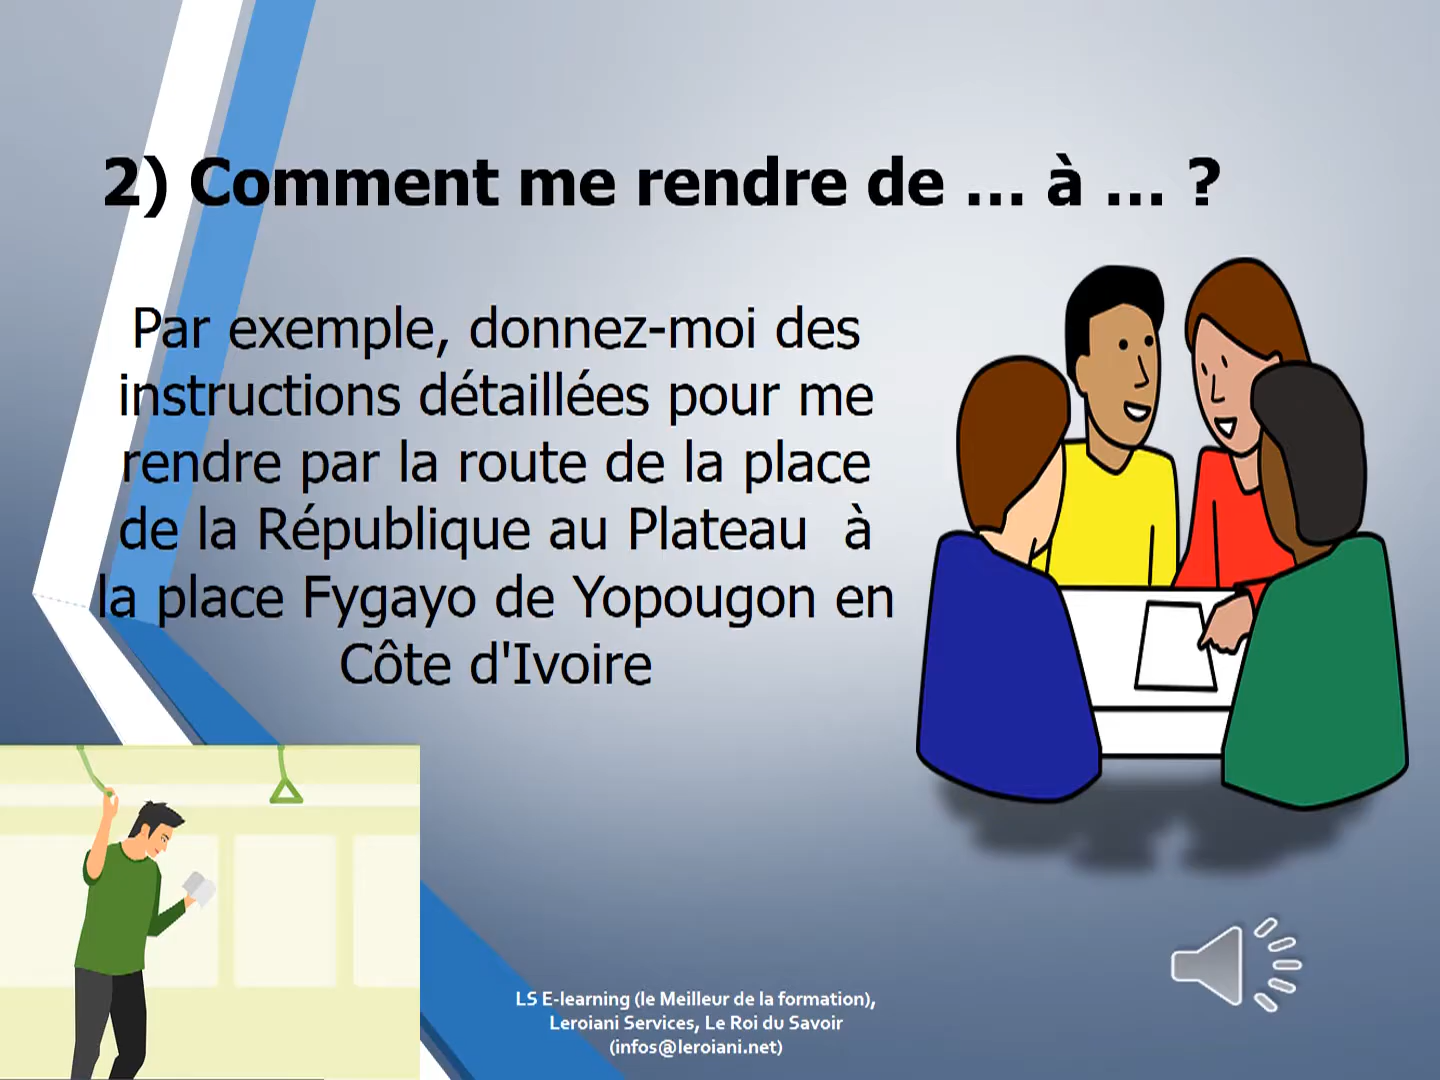 2) Comment me rendre de ... à ... ?
Par exemple, donnez-moi des
instructions détaillées pour me
rendre par la route de la place
de la République au Plateau  à
la place Fygayo de Yopougon en
Côte d'Ivoire
LS E-learning (le Meilleur de la formation),
Leroiani Services, Le Roi du Savoir
(infos@leroiani.net)